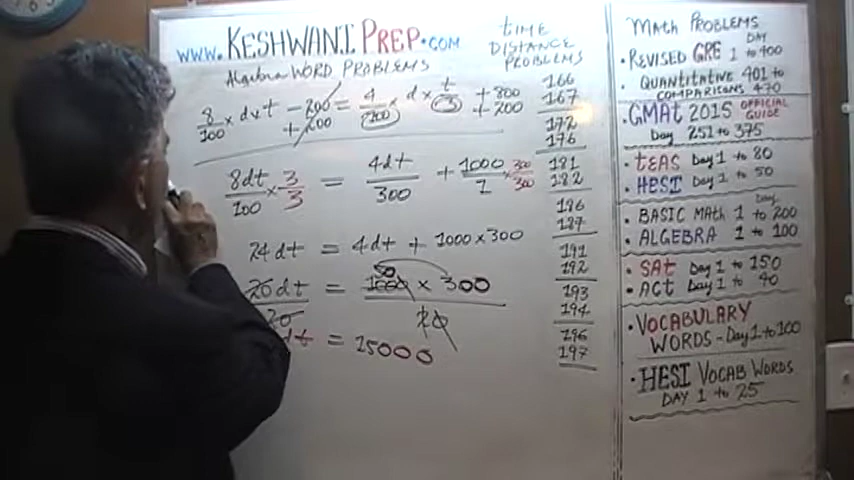 www.KESHWANI PREP.COM
Algebra WORD PROBLEMS
8/100 × d×t - 200 = 4/100 × d × t/3 + 800
+ 200 + 200
8dt/100 × 3/3 = 4dt/300 + 1000/1 × 300/300
24dt = 4dt + 1000×300
20dt/20 = 1000 × 300/20
50
dt = 15000
TIME
DISTANCE
PROBLEMS
166
167
172
176
181
182
186
187
191
192
193
194
196
197
MATH PROBLEMS
• REVISED GRE DAY 1 to 400
• QUANTITATIVE 401 to
COMPARISONS 470
• GMAT 2015 OFFICIAL GUIDE
Day 251 to 375
• TEAS Day 1 to 80
• HESI Day 1 to 50
Day
• BASIC MATH 1 to 200
• ALGEBRA 1 to 100
• SAT Day 1 to 150
• ACT Day 1 to 40
• VOCABULARY
WORDS - Day 1 to 100
• HESI VOCAB WORDS
DAY 1 to 25